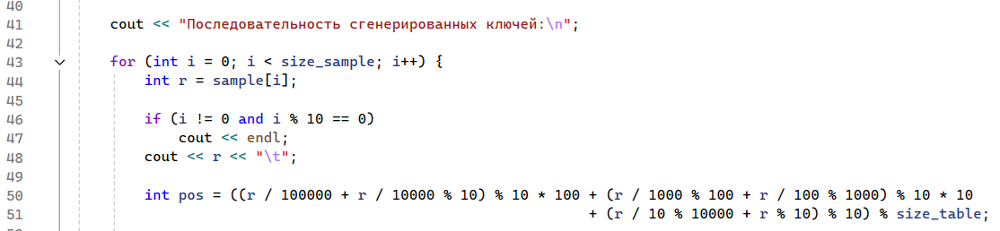 40
41 cout << "Последовательность сгенерированных ключей:\n";
42
43 for (int i = 0; i < size_sample; i++) {
44 int r = sample[i];
45
46 if (i != 0 and i % 10 == 0)
47 cout << endl;
48 cout << r << "\t";
49
50 int pos = ((r / 100000 + r / 10000 % 10) % 10 * 100 + (r / 1000 % 100 + r / 100 % 1000) % 10 * 10
51 + (r / 10 % 10000 + r % 10) % 10) % size_table;